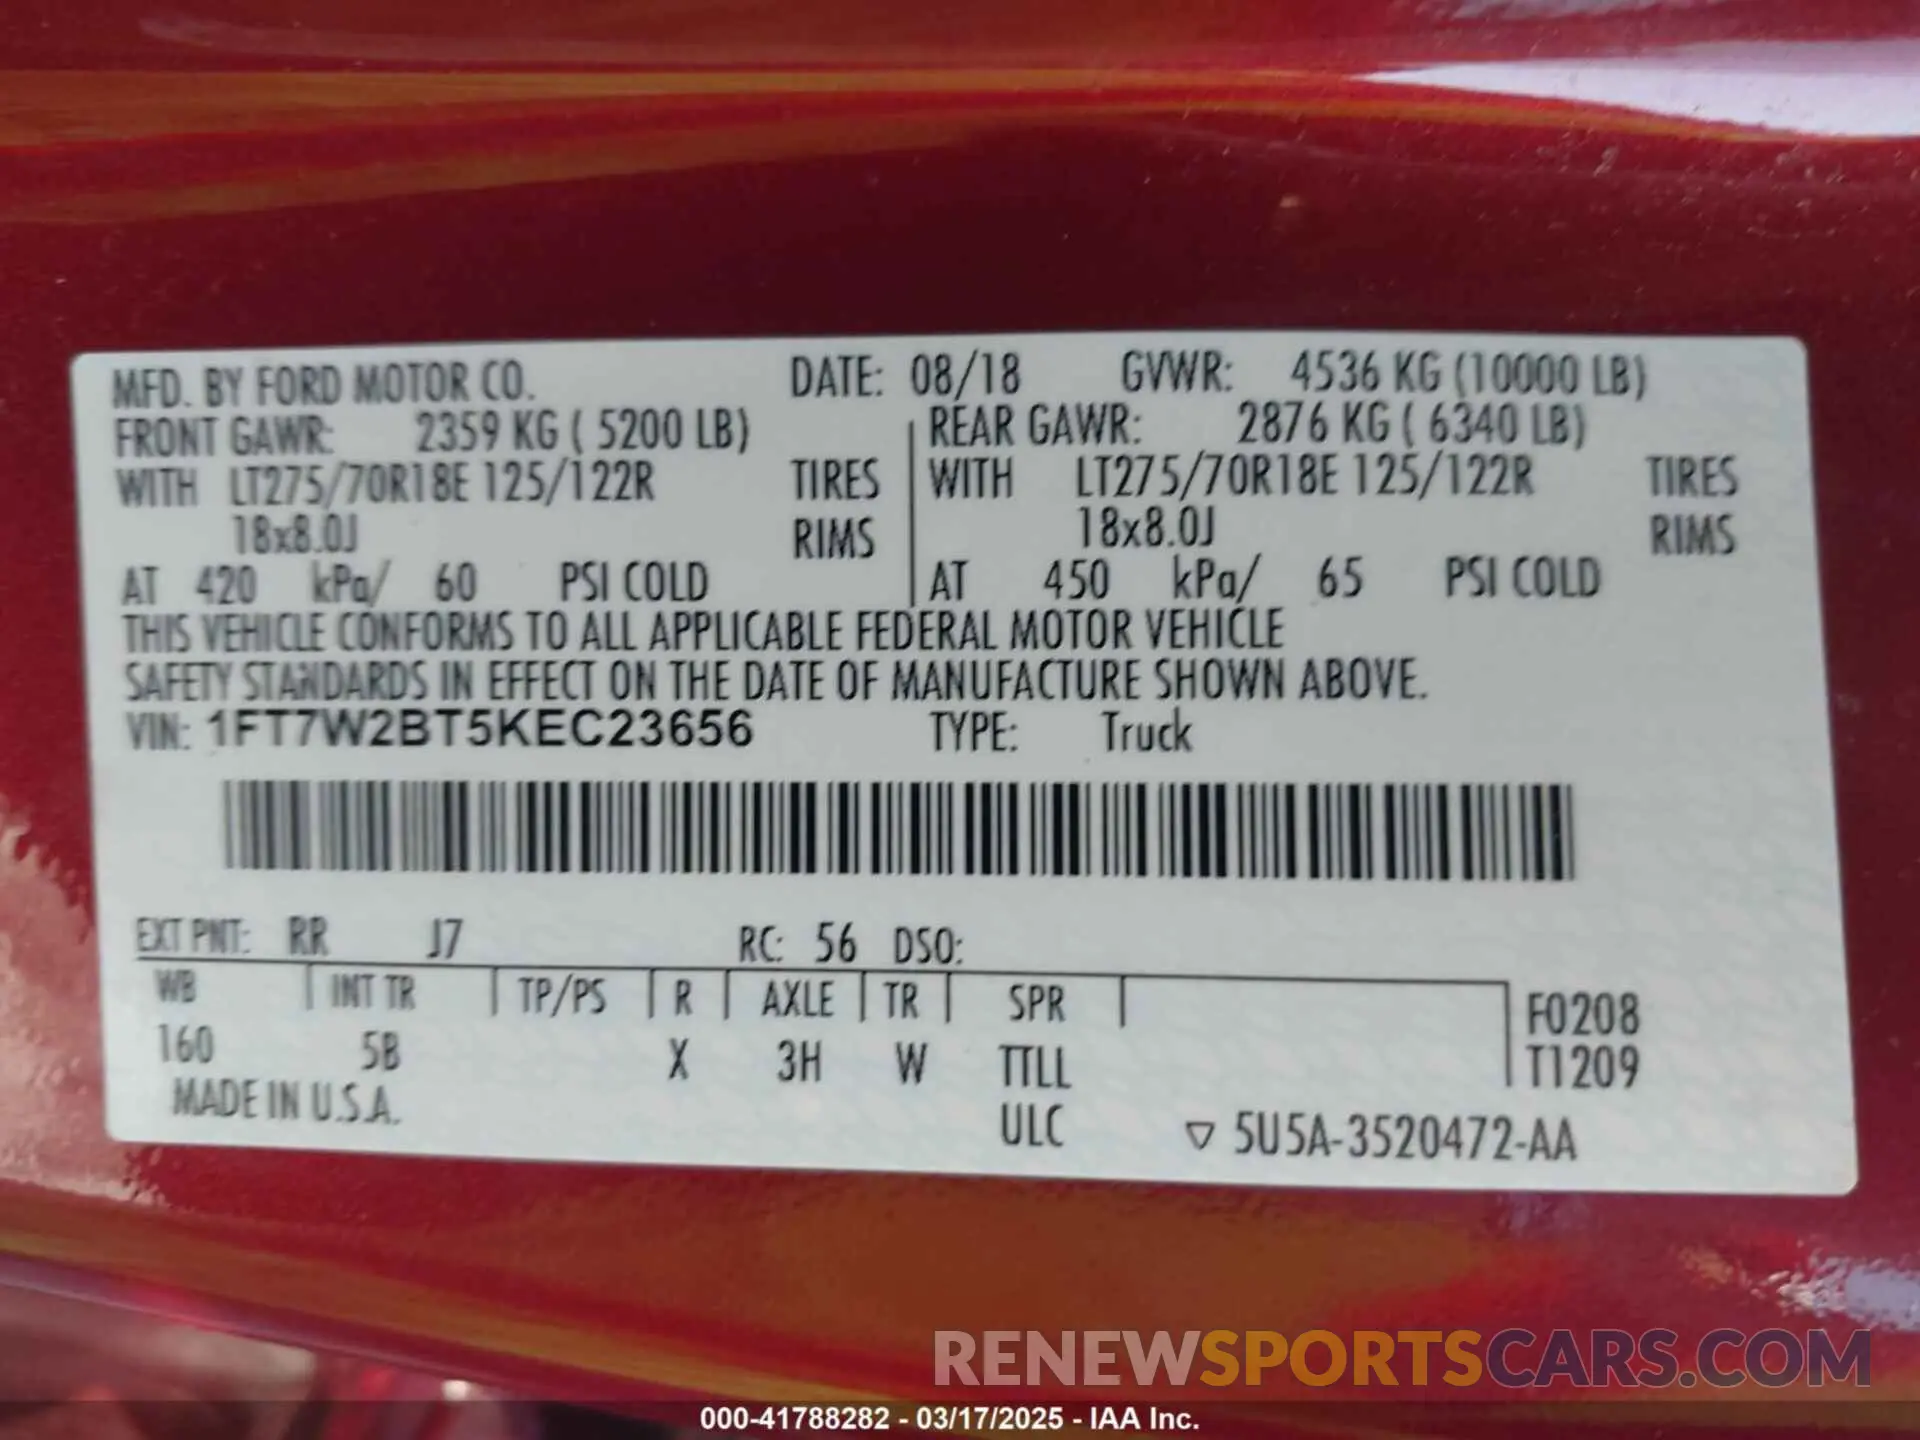 MFD. BY FORD MOTOR CO. DATE: 08/18 GVWR: 4536 KG (10000 LB)
FRONT GAWR: 2359 KG ( 5200 LB) REAR GAWR: 2876 KG ( 6340 LB)
WITH LT275/70R18E 125/122R TIRES WITH LT275/70R18E 125/122R TIRES
18x8.0J RIMS 18x8.0J RIMS
AT 420 kPa/ 60 PSI COLD AT 450 kPa/ 65 PSI COLD
THIS VEHICLE CONFORMS TO ALL APPLICABLE FEDERAL MOTOR VEHICLE
SAFETY STANDARDS IN EFFECT ON THE DATE OF MANUFACTURE SHOWN ABOVE.
VIN: 1FT7W2BT5KEC23656 TYPE: Truck
EXT PNT: RR J7 RC: 56 DSO:
WB INT TR TP/PS R AXLE TR SPR F0208
160 5B X 3H W TTLL T1209
MADE IN U.S.A. ULC ▽ 5U5A-3520472-AA
RENEWSPORTSCARS.COM
000-41788282 - 03/17/2025 - IAA Inc.